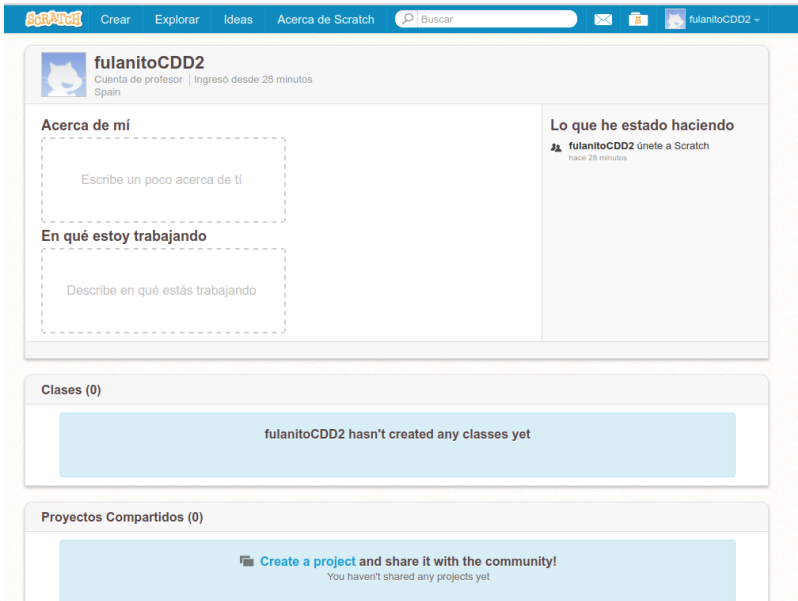 SCRATCH Crear Explorar Ideas Acerca de Scratch Buscar fulanitoCDD2
fulanitoCDD2
Cuenta de profesor Ingresó desde 28 minutos
Spain
Acerca de mí
Escribe un poco acerca de tí
En qué estoy trabajando
Describe en qué estás trabajando
Lo que he estado haciendo
fulanitoCDD2 únete a Scratch
hace 28 minutos
Clases (0)
fulanitoCDD2 hasn't created any classes yet
Proyectos Compartidos (0)
Create a project and share it with the community!
You haven't shared any projects yet